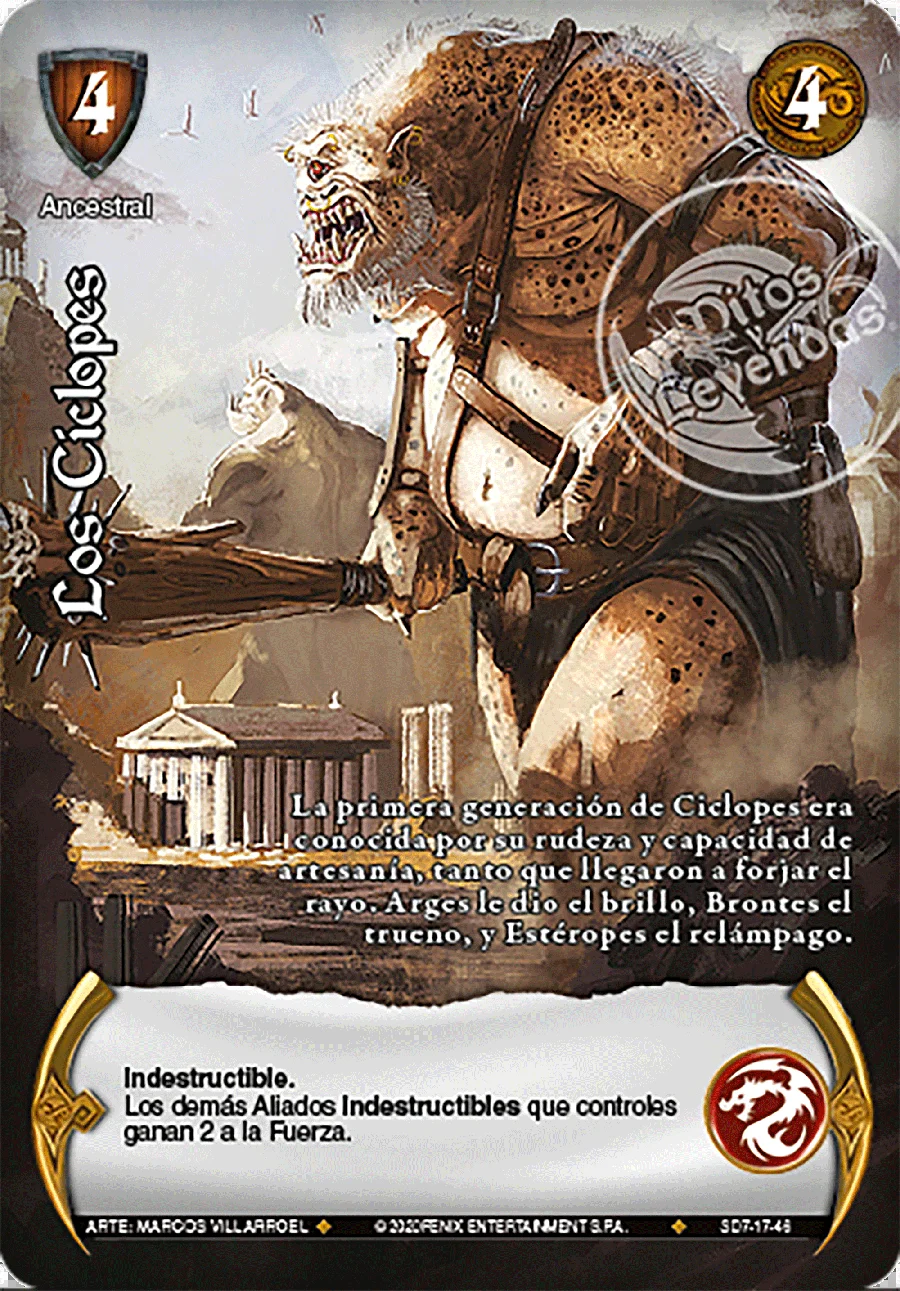 4
4
Ancestral
Los Cíclopes
Mitos
y
Leyendas
La primera generación de Ciclopes era
conocida por su rudeza y capacidad de
artesanía, tanto que llegaron a forjar el
rayo. Arges le dio el brillo, Brontes el
trueno, y Estéropes el relámpago.
Indestructible.
Los demás Aliados Indestructibles que controles
ganan 2 a la Fuerza.
ARTE: MARCOS VILLARROEL © 2020 FENIX ENTERTAINMENT S.P.A. SD7-17-46